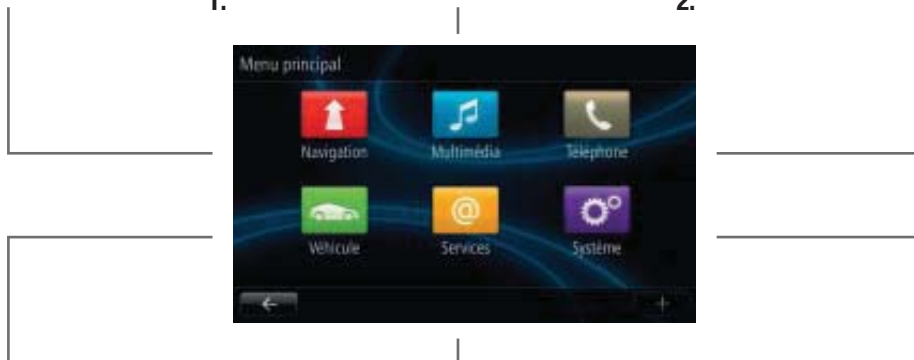 1. 2.
Menu principal
Navigation Multimédia Téléphone
Véhicule @ Services Système